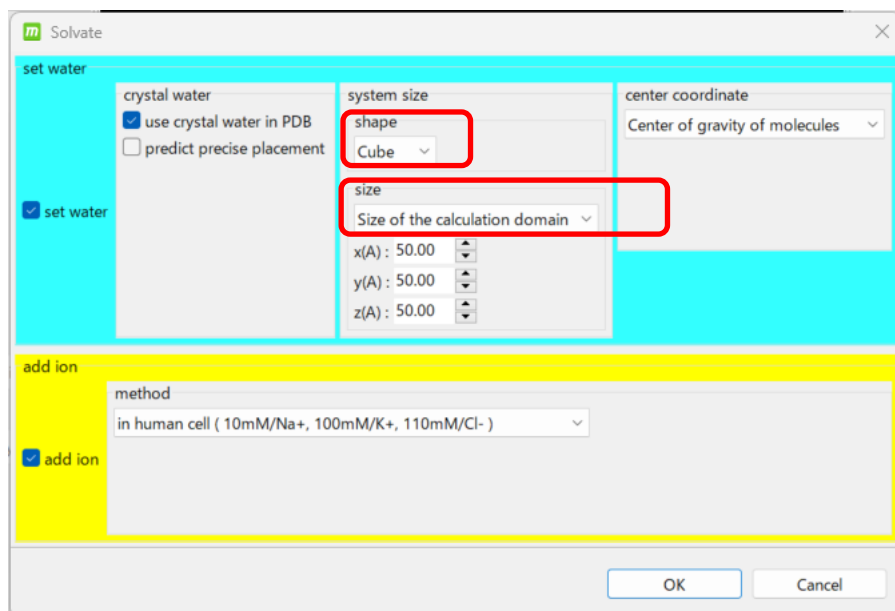 m Solvate
set water
crystal water
use crystal water in PDB
predict precise placement
set water
system size
shape
Cube
size
Size of the calculation domain
x(A) : 50.00
y(A) : 50.00
z(A) : 50.00
center coordinate
Center of gravity of molecules
add ion
method
in human cell ( 10mM/Na+, 100mM/K+, 110mM/Cl- )
add ion
OK
Cancel